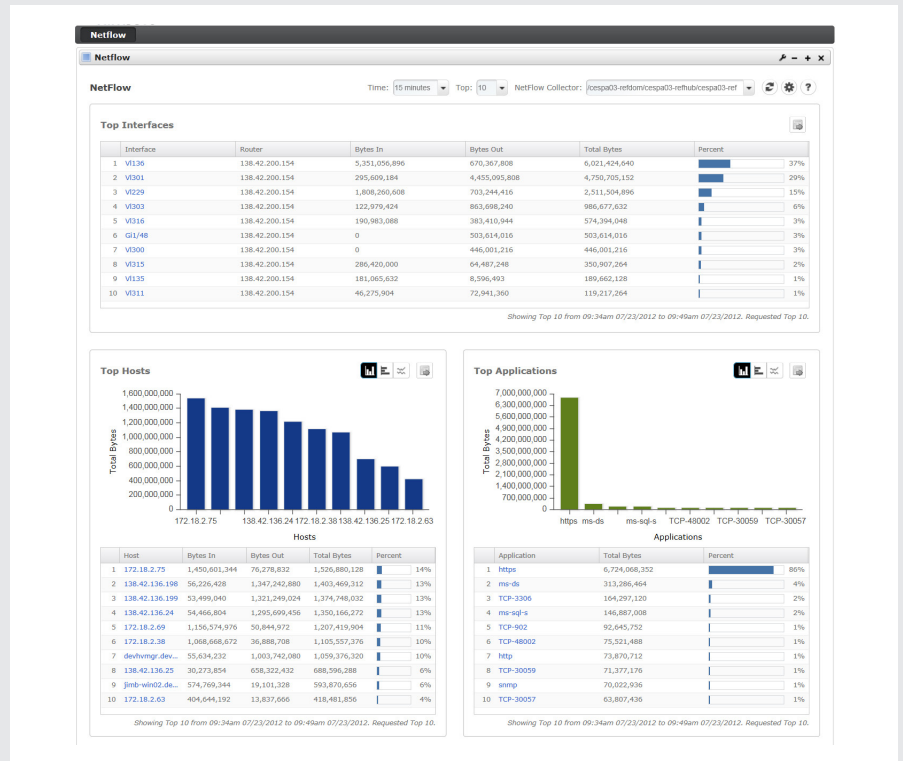 Netflow
Netflow
NetFlow Time: 15 minutes Top: 10 NetFlow Collector: /cespa03-refdom/cespa03-refhub/cespa03-ref ?
Top Interfaces
Interface Router Bytes In Bytes Out Total Bytes Percent
1 Vl136 138.42.200.154 5,351,056,896 670,367,808 6,021,424,640 37%
2 Vl301 138.42.200.154 295,609,184 4,455,095,808 4,750,705,152 29%
3 Vl229 138.42.200.154 1,808,260,608 703,244,416 2,511,504,896 15%
4 Vl303 138.42.200.154 122,979,424 863,698,240 986,677,632 6%
5 Vl316 138.42.200.154 190,983,088 383,410,944 574,394,048 3%
6 Gi1/48 138.42.200.154 0 503,614,016 503,614,016 3%
7 Vl300 138.42.200.154 0 446,001,216 446,001,216 3%
8 Vl315 138.42.200.154 286,420,000 64,487,248 350,907,264 2%
9 Vl135 138.42.200.154 181,065,632 8,596,493 189,662,128 1%
10 Vl311 138.42.200.154 46,275,904 72,941,360 119,217,264 1%
Showing Top 10 from 09:34am 07/23/2012 to 09:49am 07/23/2012. Requested Top 10.
Top Hosts
1,600,000,000
1,400,000,000
1,200,000,000
1,000,000,000
800,000,000
600,000,000
400,000,000
200,000,000
0
Total Bytes
172.18.2.75 138.42.136.24 172.18.2.38 138.42.136.25 172.18.2.63
Hosts
Host Bytes In Bytes Out Total Bytes Percent
1 172.18.2.75 1,450,601,344 76,278,832 1,526,880,128 14%
2 138.42.136.198 56,226,428 1,347,242,880 1,403,469,312 13%
3 138.42.136.199 53,499,040 1,321,249,024 1,374,748,032 13%
4 138.42.136.24 54,466,804 1,295,699,456 1,350,166,272 13%
5 172.18.2.69 1,156,574,976 50,844,972 1,207,419,904 11%
6 172.18.2.38 1,068,668,672 36,888,708 1,105,557,376 10%
7 devhvmgr.dev... 55,634,232 1,003,742,080 1,059,376,320 10%
8 138.42.136.25 30,273,854 658,322,432 688,596,288 6%
9 jimb-win02.de... 574,769,344 19,101,328 593,870,656 6%
10 172.18.2.63 404,644,192 13,837,666 418,481,856 4%
Showing Top 10 from 09:34am 07/23/2012 to 09:49am 07/23/2012. Requested Top 10.
Top Applications
7,000,000,000
6,300,000,000
5,600,000,000
4,900,000,000
4,200,000,000
3,500,000,000
2,800,000,000
2,100,000,000
1,400,000,000
700,000,000
0
Total Bytes
https ms-ds ms-sql-s TCP-48002 TCP-30059 TCP-30057
Applications
Application Total Bytes Percent
1 https 6,724,068,352 86%
2 ms-ds 313,286,464 4%
3 TCP-3306 164,297,120 2%
4 ms-sql-s 146,887,008 2%
5 TCP-902 92,645,752 1%
6 TCP-48002 75,521,488 1%
7 http 73,870,712 1%
8 TCP-30059 71,377,176 1%
9 snmp 70,022,936 1%
10 TCP-30057 63,807,436 1%
Showing Top 10 from 09:34am 07/23/2012 to 09:49am 07/23/2012. Requested Top 10.